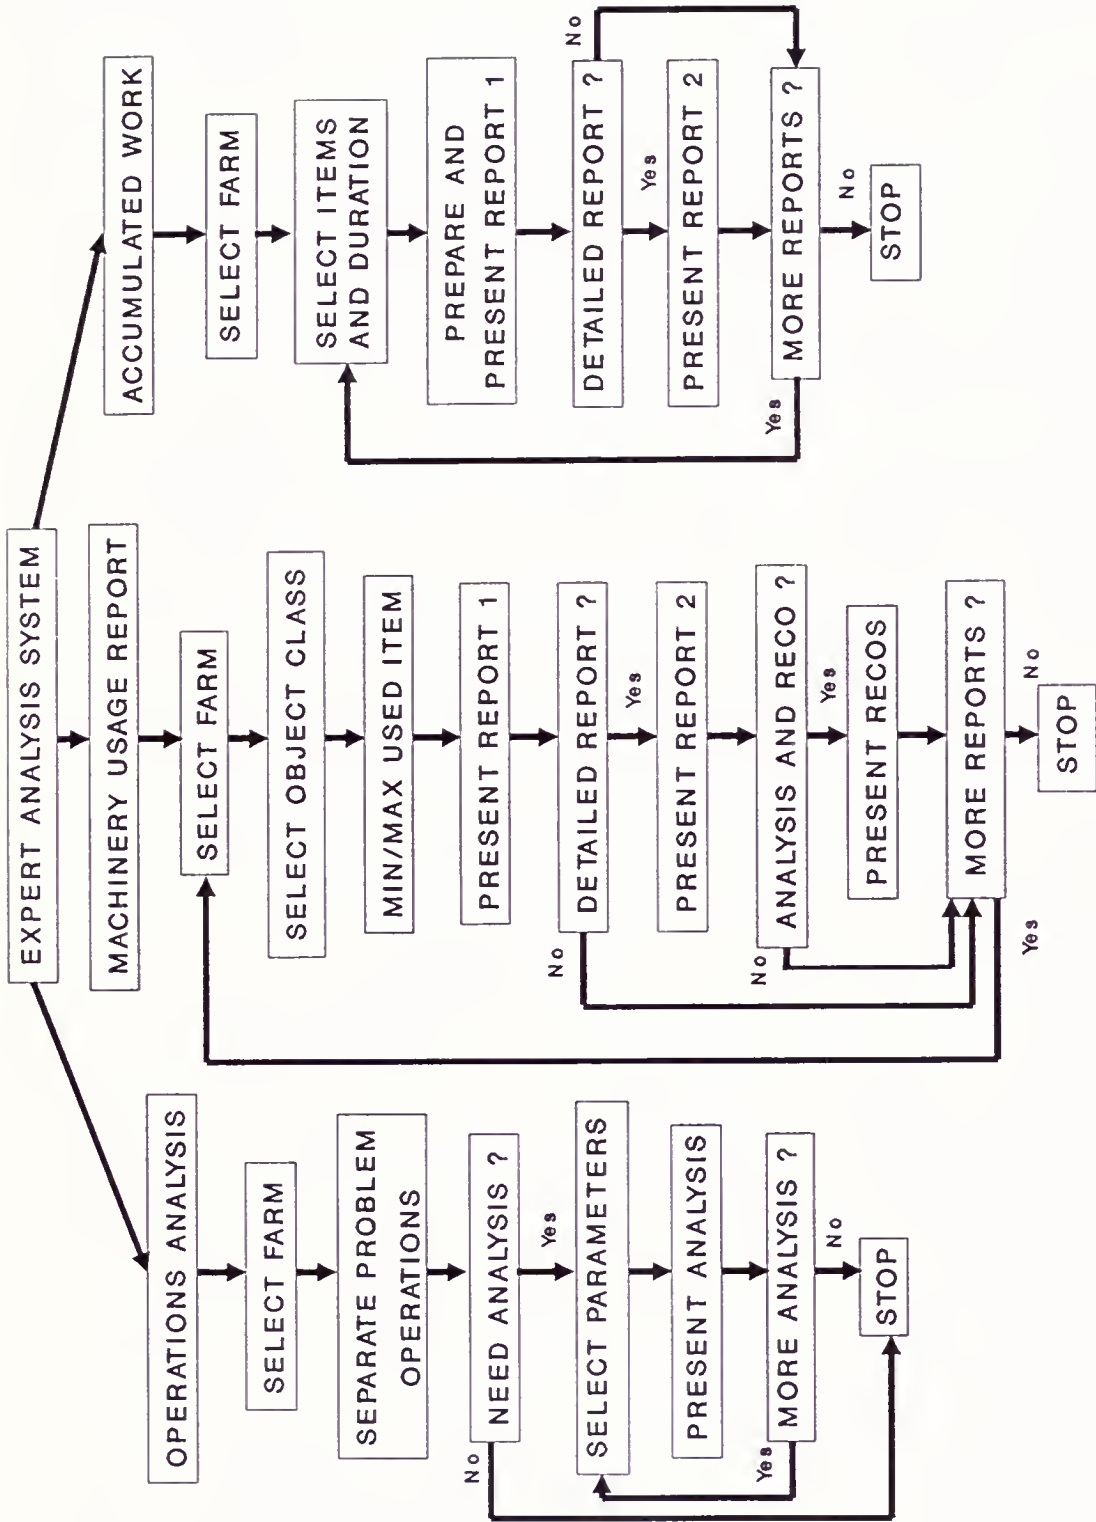 EXPERT ANALYSIS SYSTEM
OPERATIONS ANALYSIS
SELECT FARM
SEPARATE PROBLEM
OPERATIONS
NEED ANALYSIS ?
No
Yes
SELECT PARAMETERS
PRESENT ANALYSIS
MORE ANALYSIS ?
Yes
No
STOP
MACHINERY USAGE REPORT
SELECT FARM
SELECT OBJECT CLASS
MIN/MAX USED ITEM
PRESENT REPORT 1
DETAILED REPORT ?
No
Yes
PRESENT REPORT 2
ANALYSIS AND RECO ?
No
Yes
PRESENT RECOS
MORE REPORTS ?
Yes
No
STOP
ACCUMULATED WORK
SELECT FARM
SELECT ITEMS
AND DURATION
PREPARE AND
PRESENT REPORT 1
DETAILED REPORT ?
No
Yes
PRESENT REPORT 2
MORE REPORTS ?
Yes
No
STOP